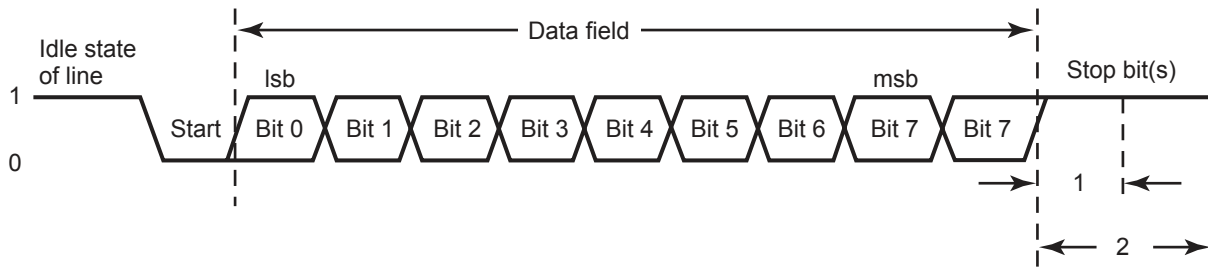 Data field
Idle state
of line
lsb
msb
Stop bit(s)
1
Start
Bit 0
Bit 1
Bit 2
Bit 3
Bit 4
Bit 5
Bit 6
Bit 7
Bit 7
0
1
2